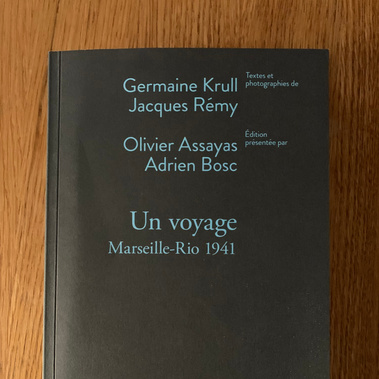 Germaine Krull
Jacques Rémy
Textes et
photographies de
Olivier Assayas
Adrien Bosc
Édition
présentée par
Un voyage
Marseille-Rio 1941